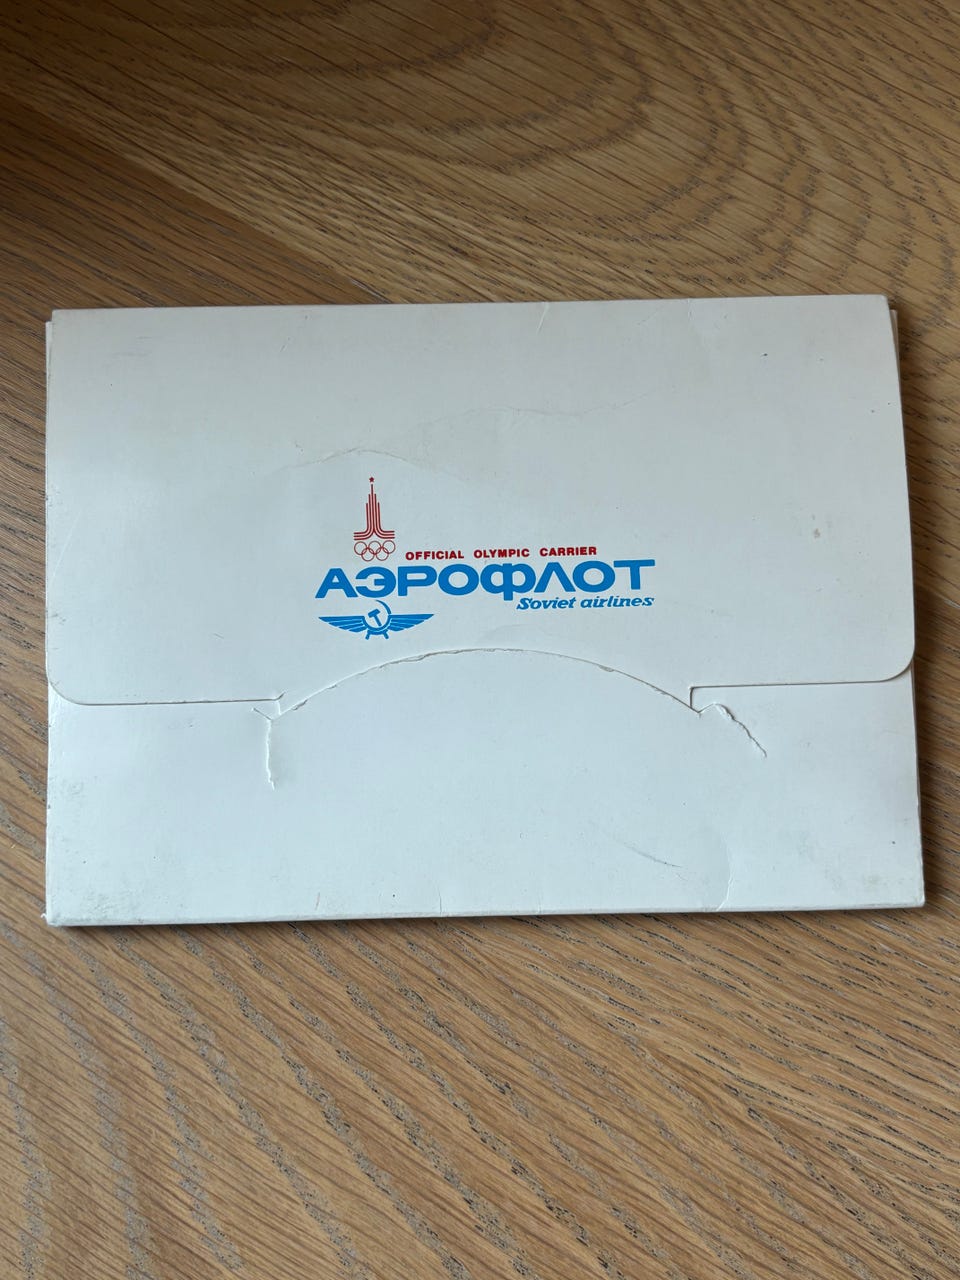 OFFICIAL OLYMPIC CARRIER
АЭРОФЛОТ
Soviet airlines